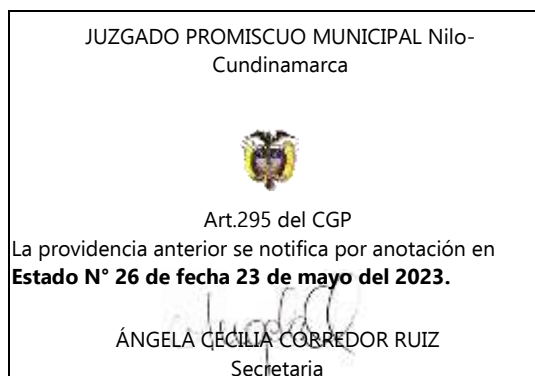 JUZGADO PROMISCUO MUNICIPAL Nilo-
Cundinamarca
Art.295 del CGP
La providencia anterior se notifica por anotación en
Estado N° 26 de fecha 23 de mayo del 2023.
ÁNGELA CECILIA CORREDOR RUIZ
Secretaria